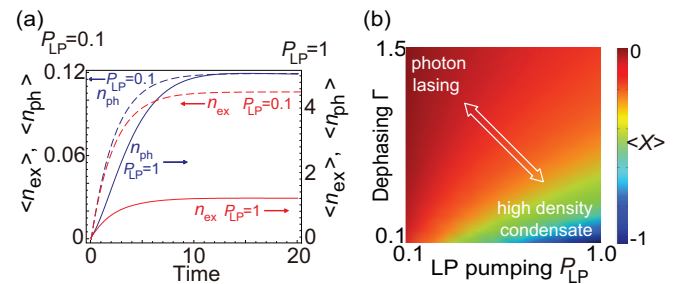 (a)
P_LP=0.1
P_LP=1
0.12
0.06
0
<n_ex>, <n_ph>
P_LP=0.1
n_ph
n_ex P_LP=0.1
n_ph
P_LP=1
n_ex P_LP=1
4
2
0
<n_ex>, <n_ph>
0
10
20
Time
(b)
1.5
0.1
Dephasing Γ
photon
lasing
high density
condensate
0.1
1.0
LP pumping P_LP
0
<X>
-1